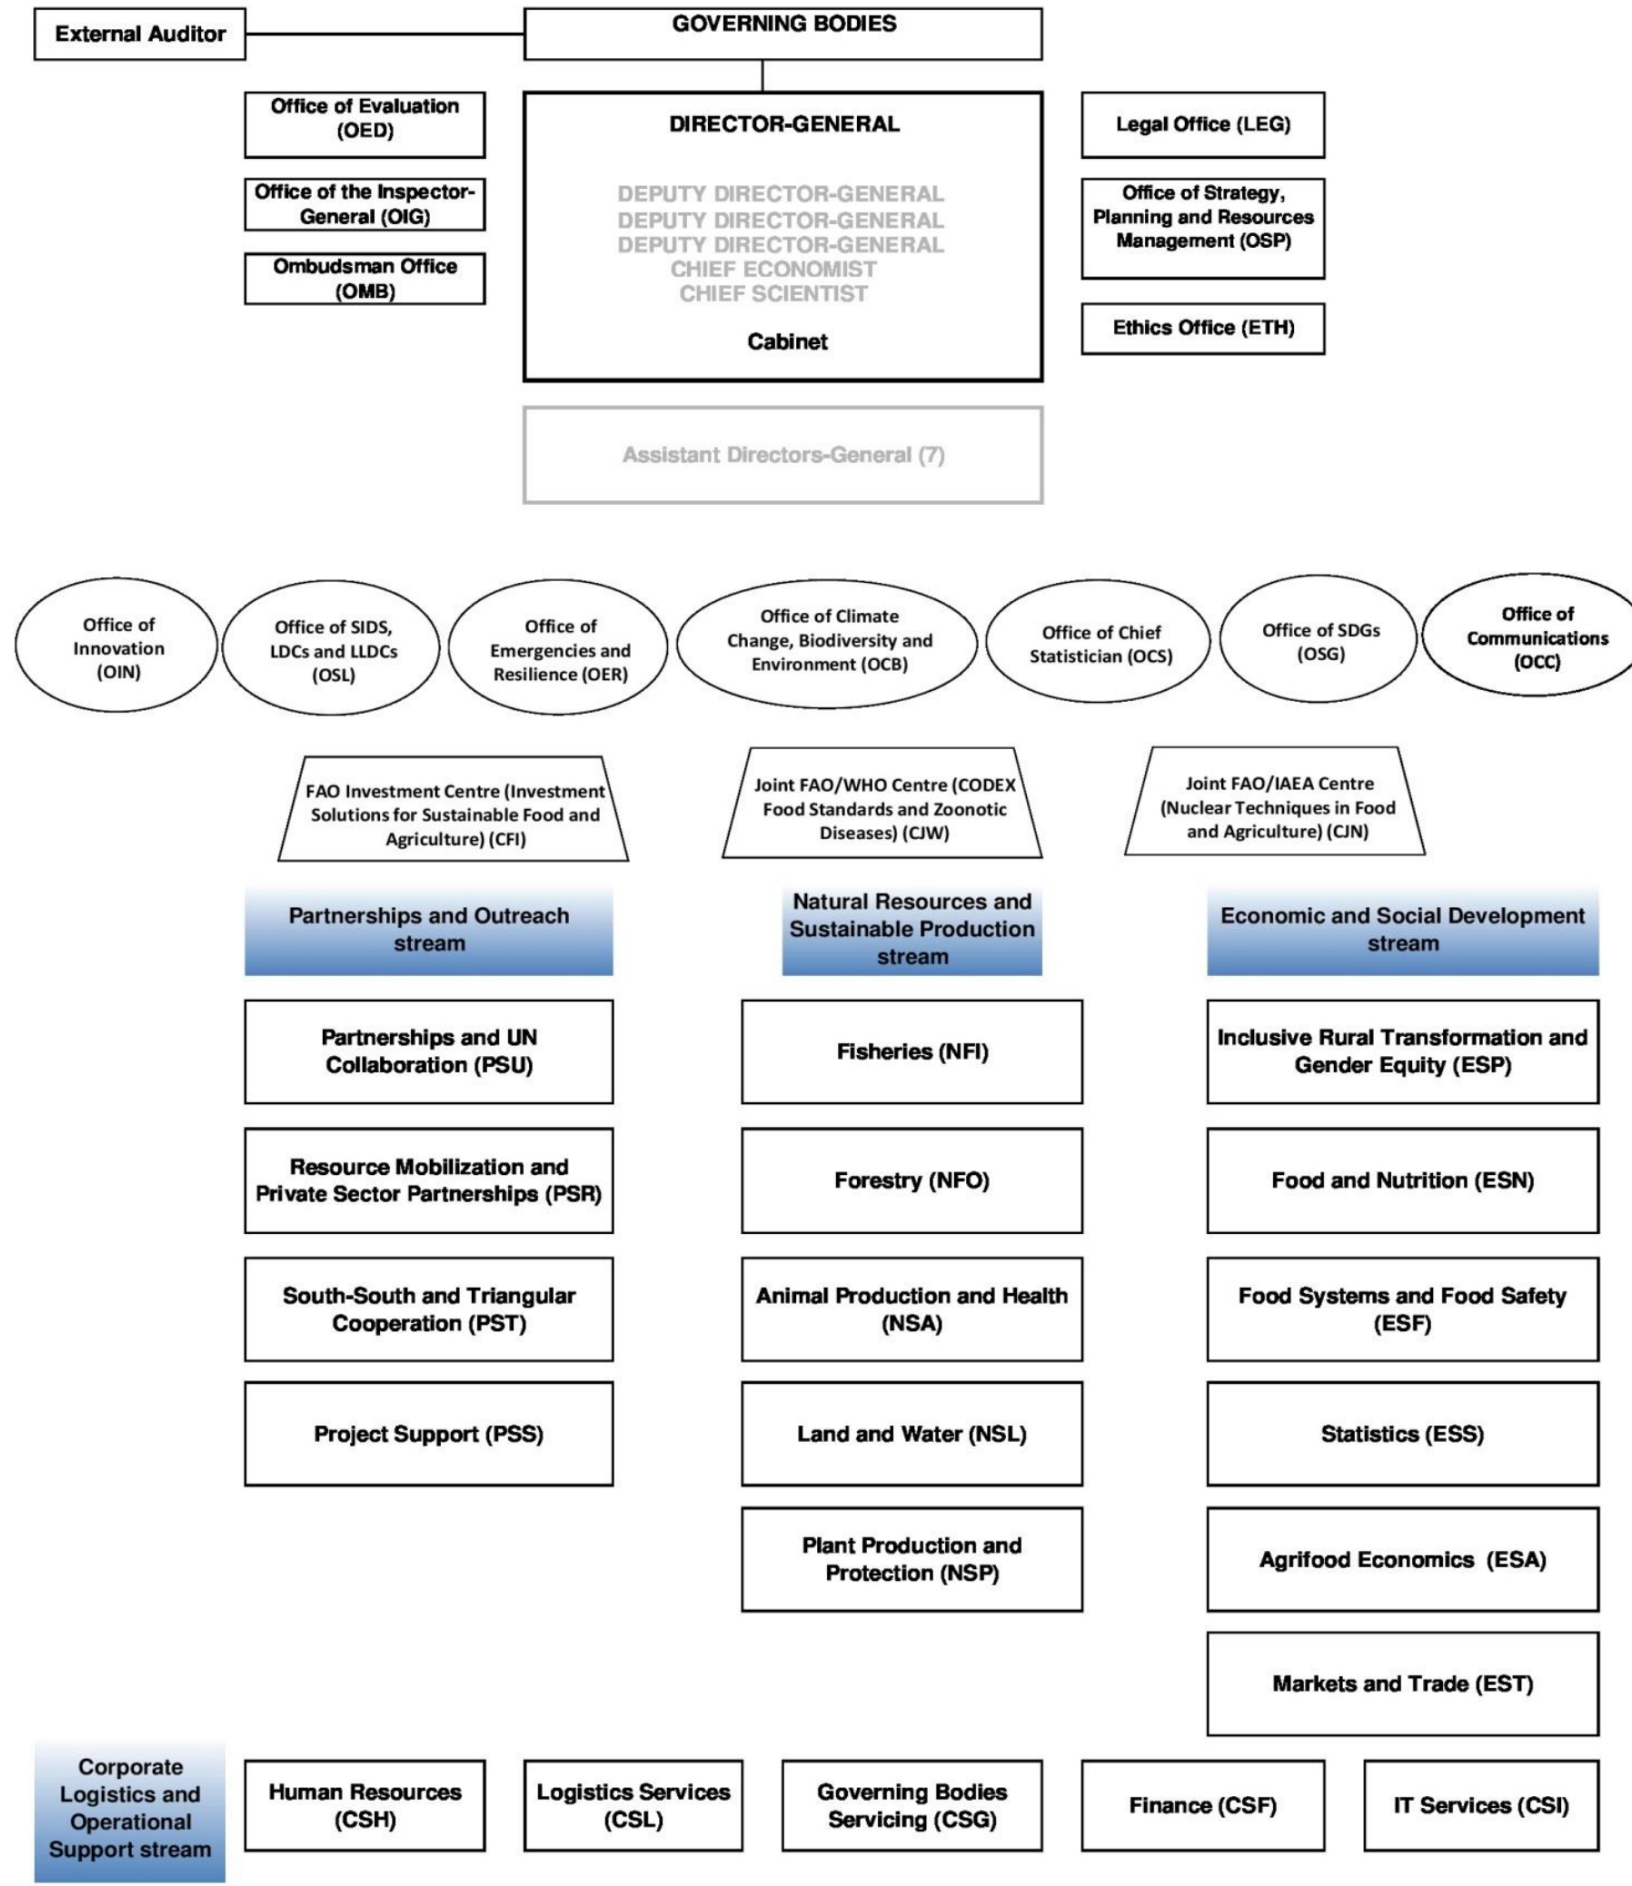 External Auditor
GOVERNING BODIES
Office of Evaluation
(OED)
Office of the Inspector-
General (OIG)
Ombudsman Office
(OMB)
DIRECTOR-GENERAL
DEPUTY DIRECTOR-GENERAL
DEPUTY DIRECTOR-GENERAL
DEPUTY DIRECTOR-GENERAL
CHIEF ECONOMIST
CHIEF SCIENTIST
Cabinet
Legal Office (LEG)
Office of Strategy,
Planning and Resources
Management (OSP)
Ethics Office (ETH)
Assistant Directors-General (7)
Office of
Innovation
(OIN)
Office of SIDS,
LDCs and LLDCs
(OSL)
Office of
Emergencies and
Resilience (OER)
Office of Climate
Change, Biodiversity and
Environment (OCB)
Office of Chief
Statistician (OCS)
Office of SDGs
(OSG)
Office of
Communications
(OCC)
FAO Investment Centre (Investment
Solutions for Sustainable Food and
Agriculture) (CFI)
Joint FAO/WHO Centre (CODEX
Food Standards and Zoonotic
Diseases) (CJW)
Joint FAO/IAEA Centre
(Nuclear Techniques in Food
and Agriculture) (CJN)
Partnerships and Outreach
stream
Partnerships and UN
Collaboration (PSU)
Resource Mobilization and
Private Sector Partnerships (PSR)
South-South and Triangular
Cooperation (PST)
Project Support (PSS)
Natural Resources and
Sustainable Production
stream
Fisheries (NFI)
Forestry (NFO)
Animal Production and Health
(NSA)
Land and Water (NSL)
Plant Production and
Protection (NSP)
Economic and Social Development
stream
Inclusive Rural Transformation and
Gender Equity (ESP)
Food and Nutrition (ESN)
Food Systems and Food Safety
(ESF)
Statistics (ESS)
Agrifood Economics (ESA)
Markets and Trade (EST)
Corporate
Logistics and
Operational
Support stream
Human Resources
(CSH)
Logistics Services
(CSL)
Governing Bodies
Servicing (CSG)
Finance (CSF)
IT Services (CSI)